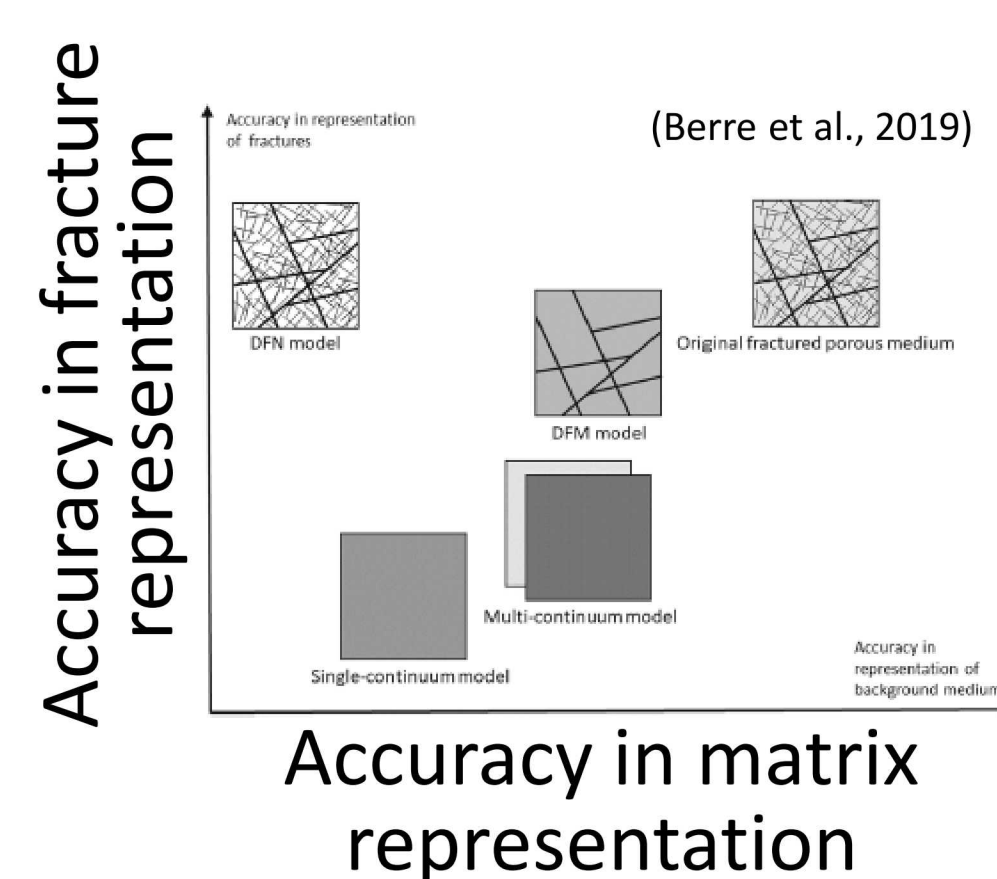 Accuracy in fracture
representation
Accuracy in representation
of fractures
(Berre et al., 2019)
DFN model
Original fractured porous medium
DFM model
Multi-continuum model
Single-continuum model
Accuracy in
representation of
background medium
Accuracy in matrix
representation